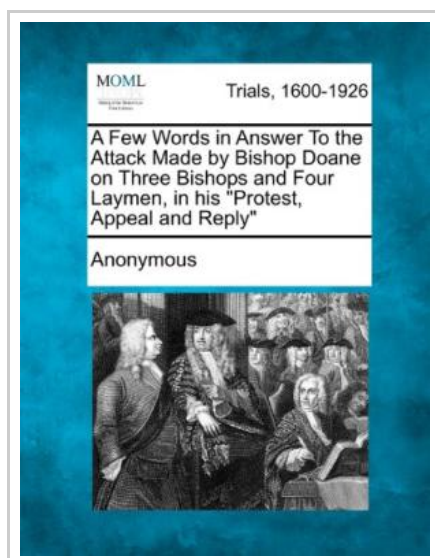 MOML
Trials, 1600-1926
A Few Words in Answer To the
Attack Made by Bishop Doane
on Three Bishops and Four
Laymen, in his "Protest,
Appeal and Reply"
Anonymous